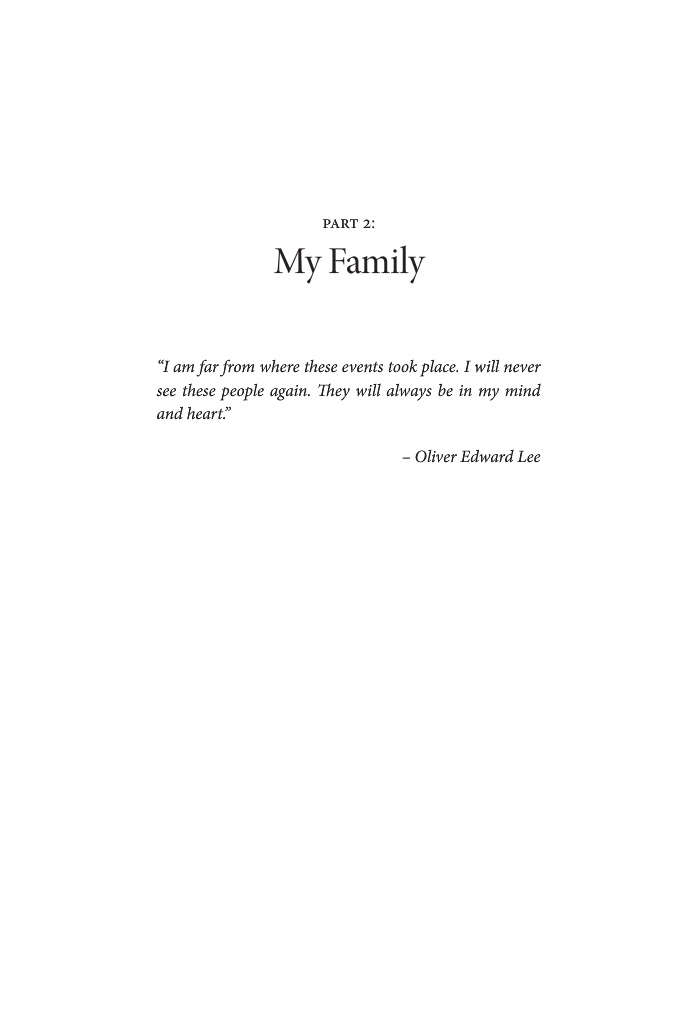 PART 2:
My Family
“I am far from where these events took place. I will never
see these people again. They will always be in my mind
and heart.”
– Oliver Edward Lee